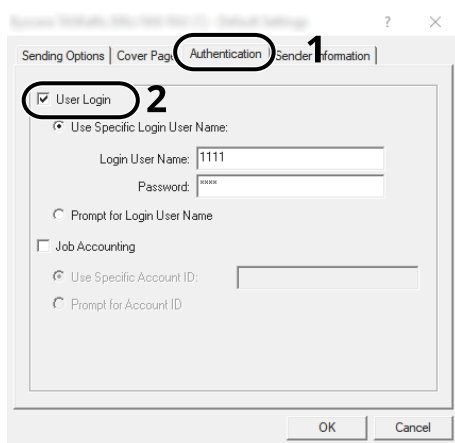 Default Settings
? ×
Sending Options Cover Page Authentication Sender Information
1
User Login 2
Use Specific Login User Name:
Login User Name: 1111
Password: ××××
Prompt for Login User Name
Job Accounting
Use Specific Account ID:
Prompt for Account ID
OK Cancel